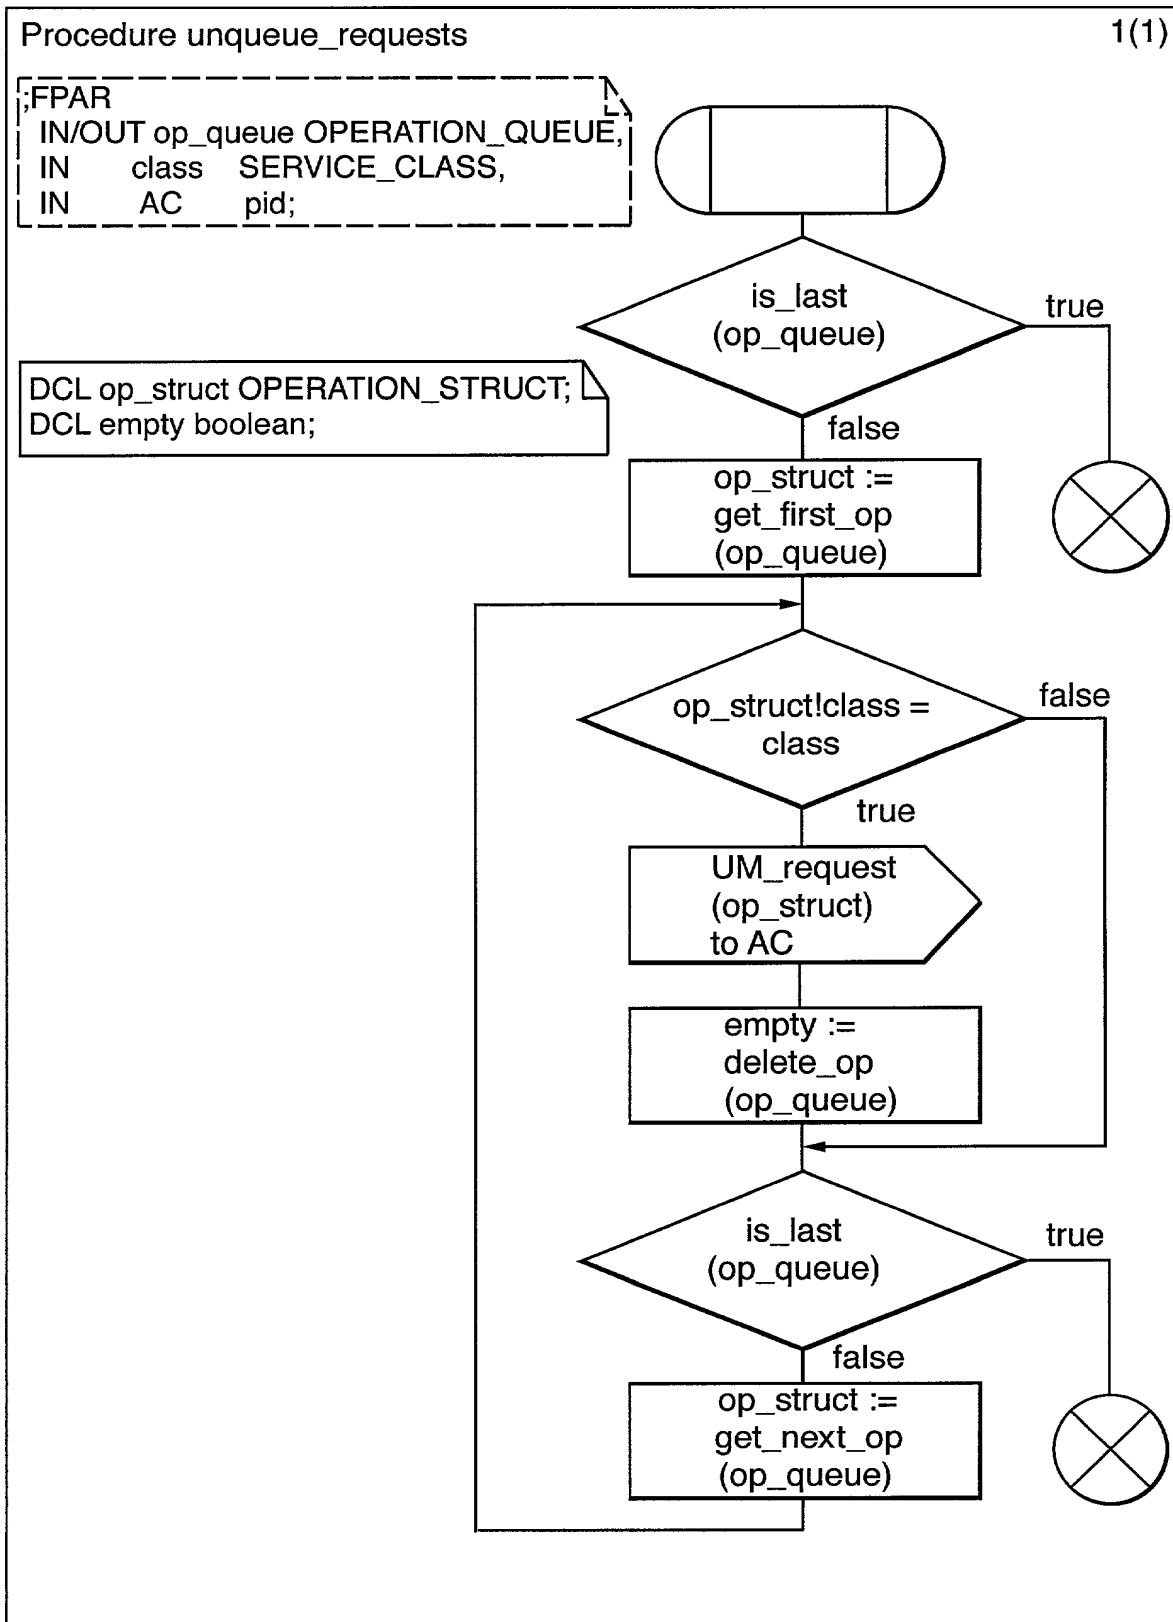 Procedure unqueue_requests
1(1)
;FPAR
IN/OUT op_queue OPERATION_QUEUE,
IN class SERVICE_CLASS,
IN AC pid;
is_last
(op_queue)
true
DCL op_struct OPERATION_STRUCT;
DCL empty boolean;
false
op_struct :=
get_first_op
(op_queue)
op_struct!class =
class
false
true
UM_request
(op_struct)
to AC
empty :=
delete_op
(op_queue)
is_last
(op_queue)
true
false
op_struct :=
get_next_op
(op_queue)